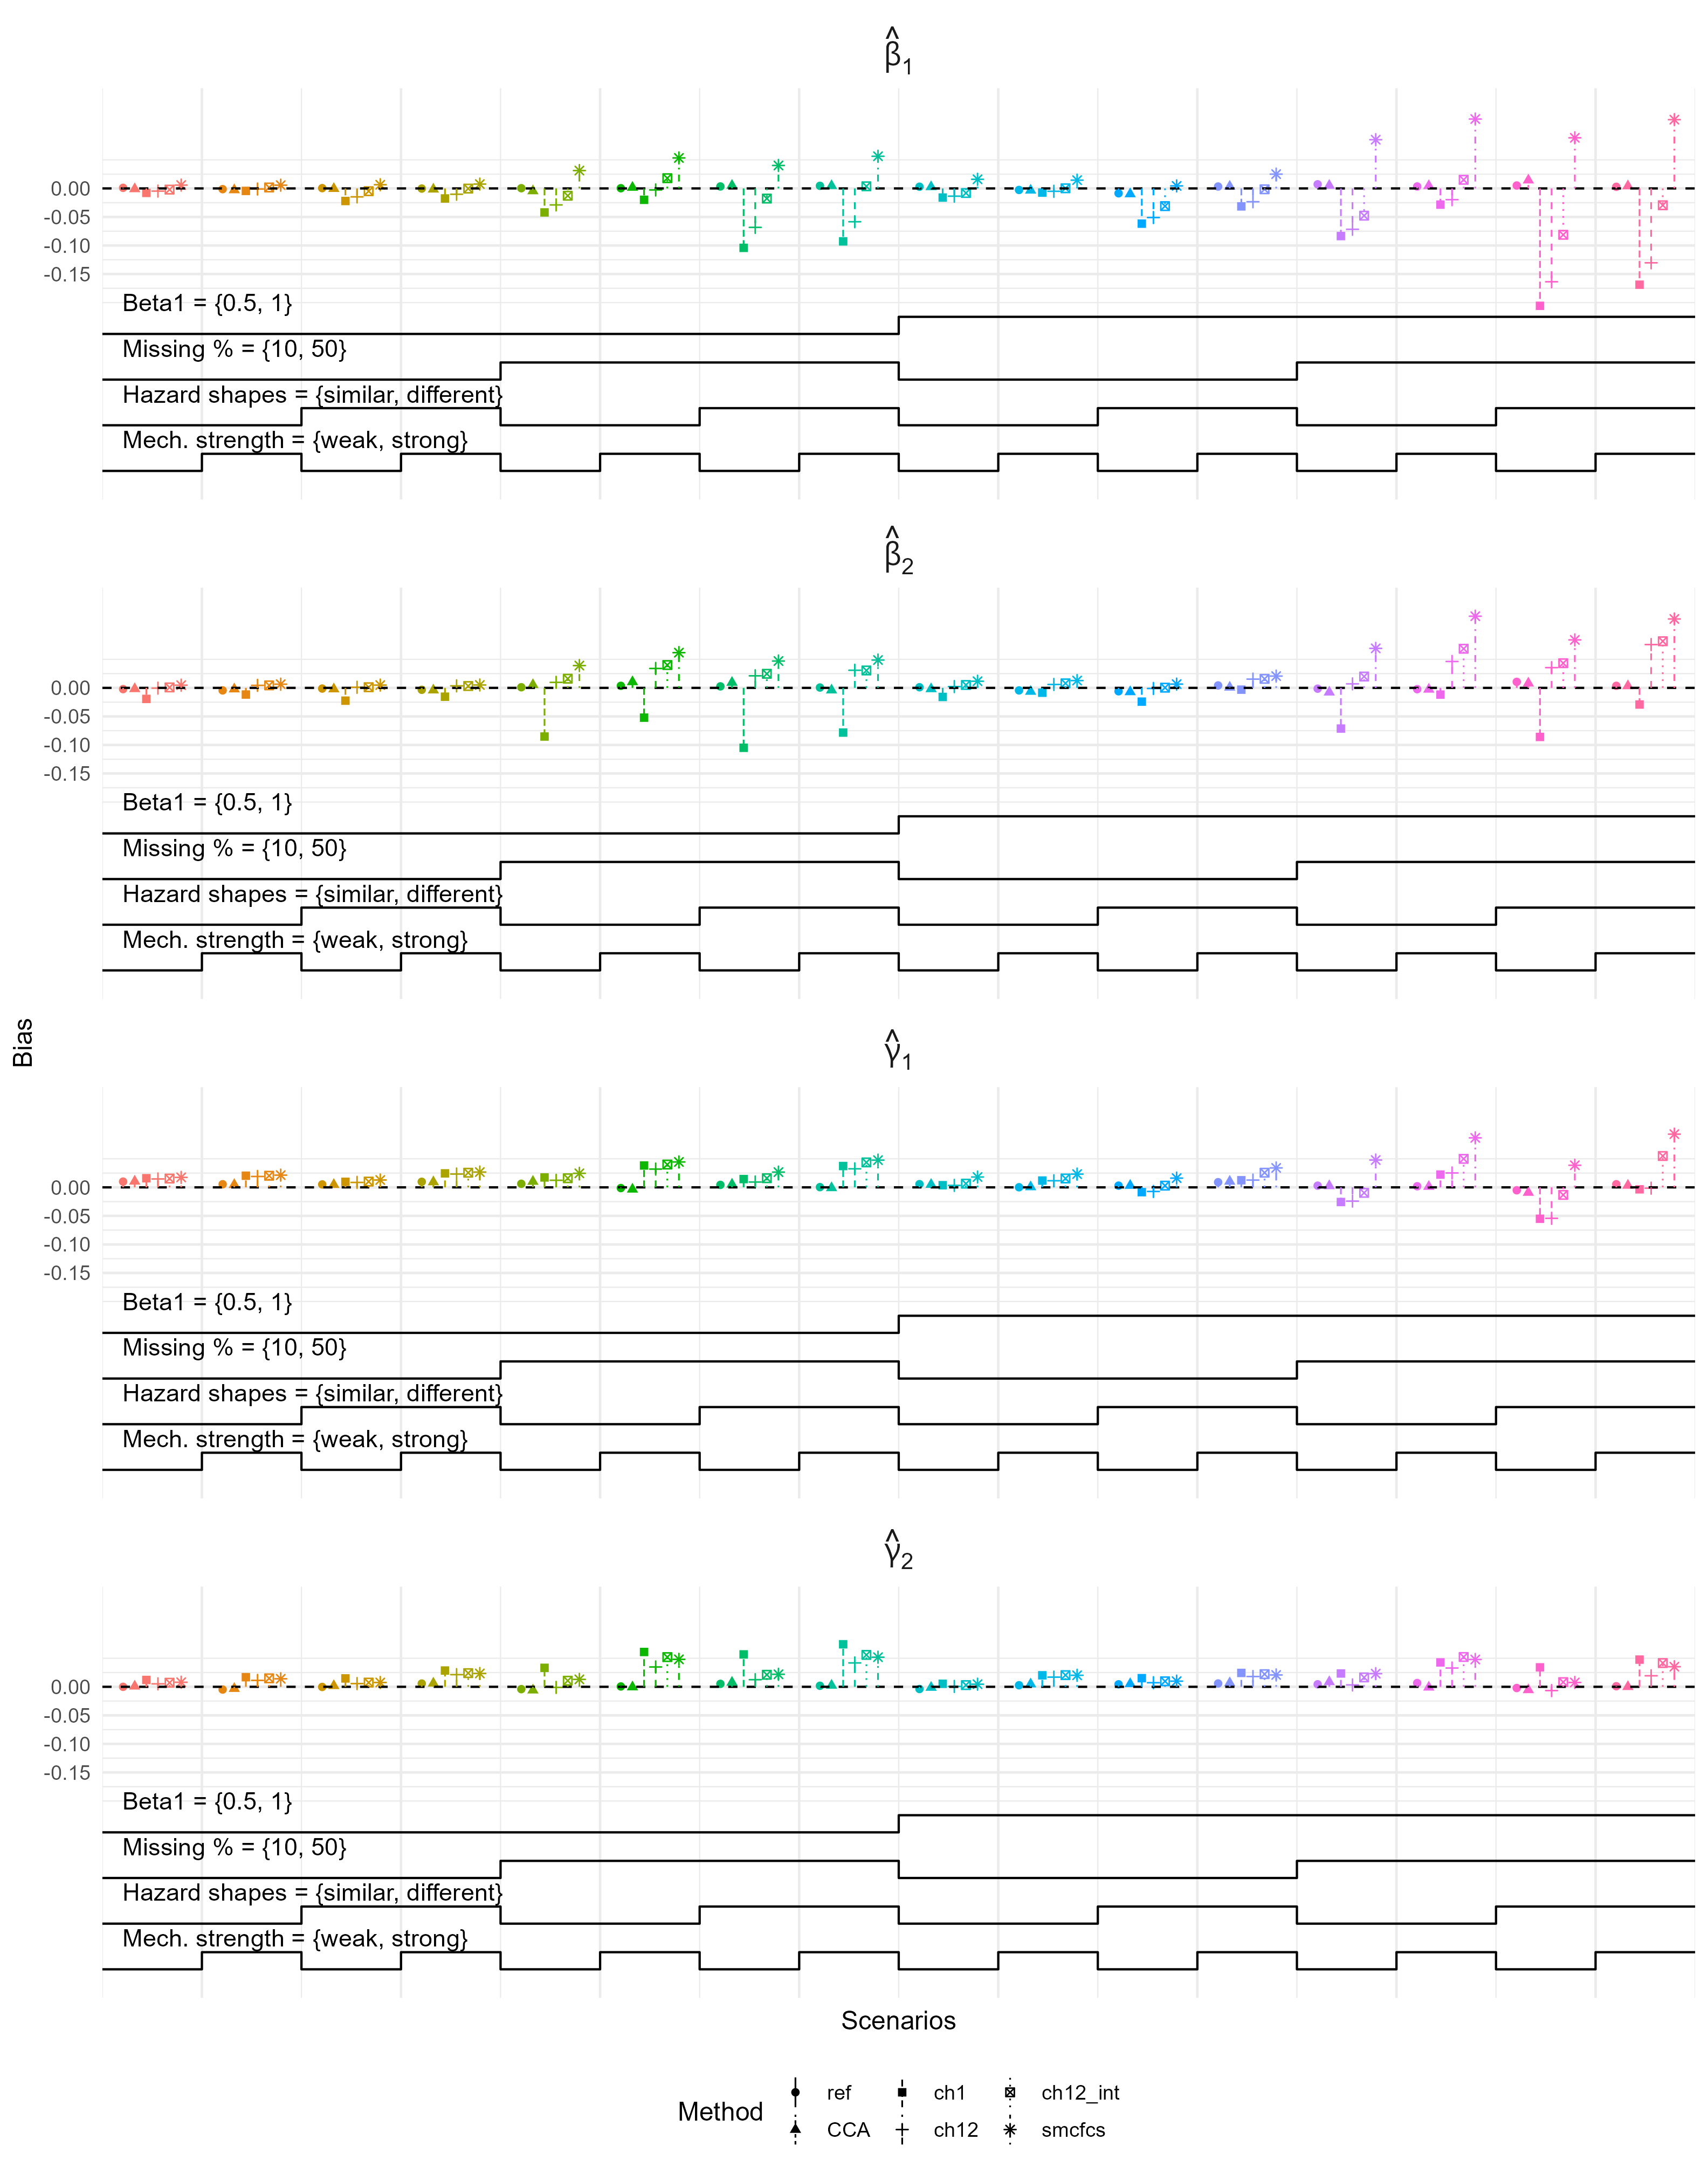 β̂1
0.00
-0.05
-0.10
-0.15
Beta1 = {0.5, 1}
Missing % = {10, 50}
Hazard shapes = {similar, different}
Mech. strength = {weak, strong}
β̂2
0.00
-0.05
-0.10
-0.15
Beta1 = {0.5, 1}
Missing % = {10, 50}
Hazard shapes = {similar, different}
Mech. strength = {weak, strong}
Bias
γ̂1
0.00
-0.05
-0.10
-0.15
Beta1 = {0.5, 1}
Missing % = {10, 50}
Hazard shapes = {similar, different}
Mech. strength = {weak, strong}
γ̂2
0.00
-0.05
-0.10
-0.15
Beta1 = {0.5, 1}
Missing % = {10, 50}
Hazard shapes = {similar, different}
Mech. strength = {weak, strong}
Scenarios
Method
ref ch1 ch12_int
CCA ch12 smcfcs